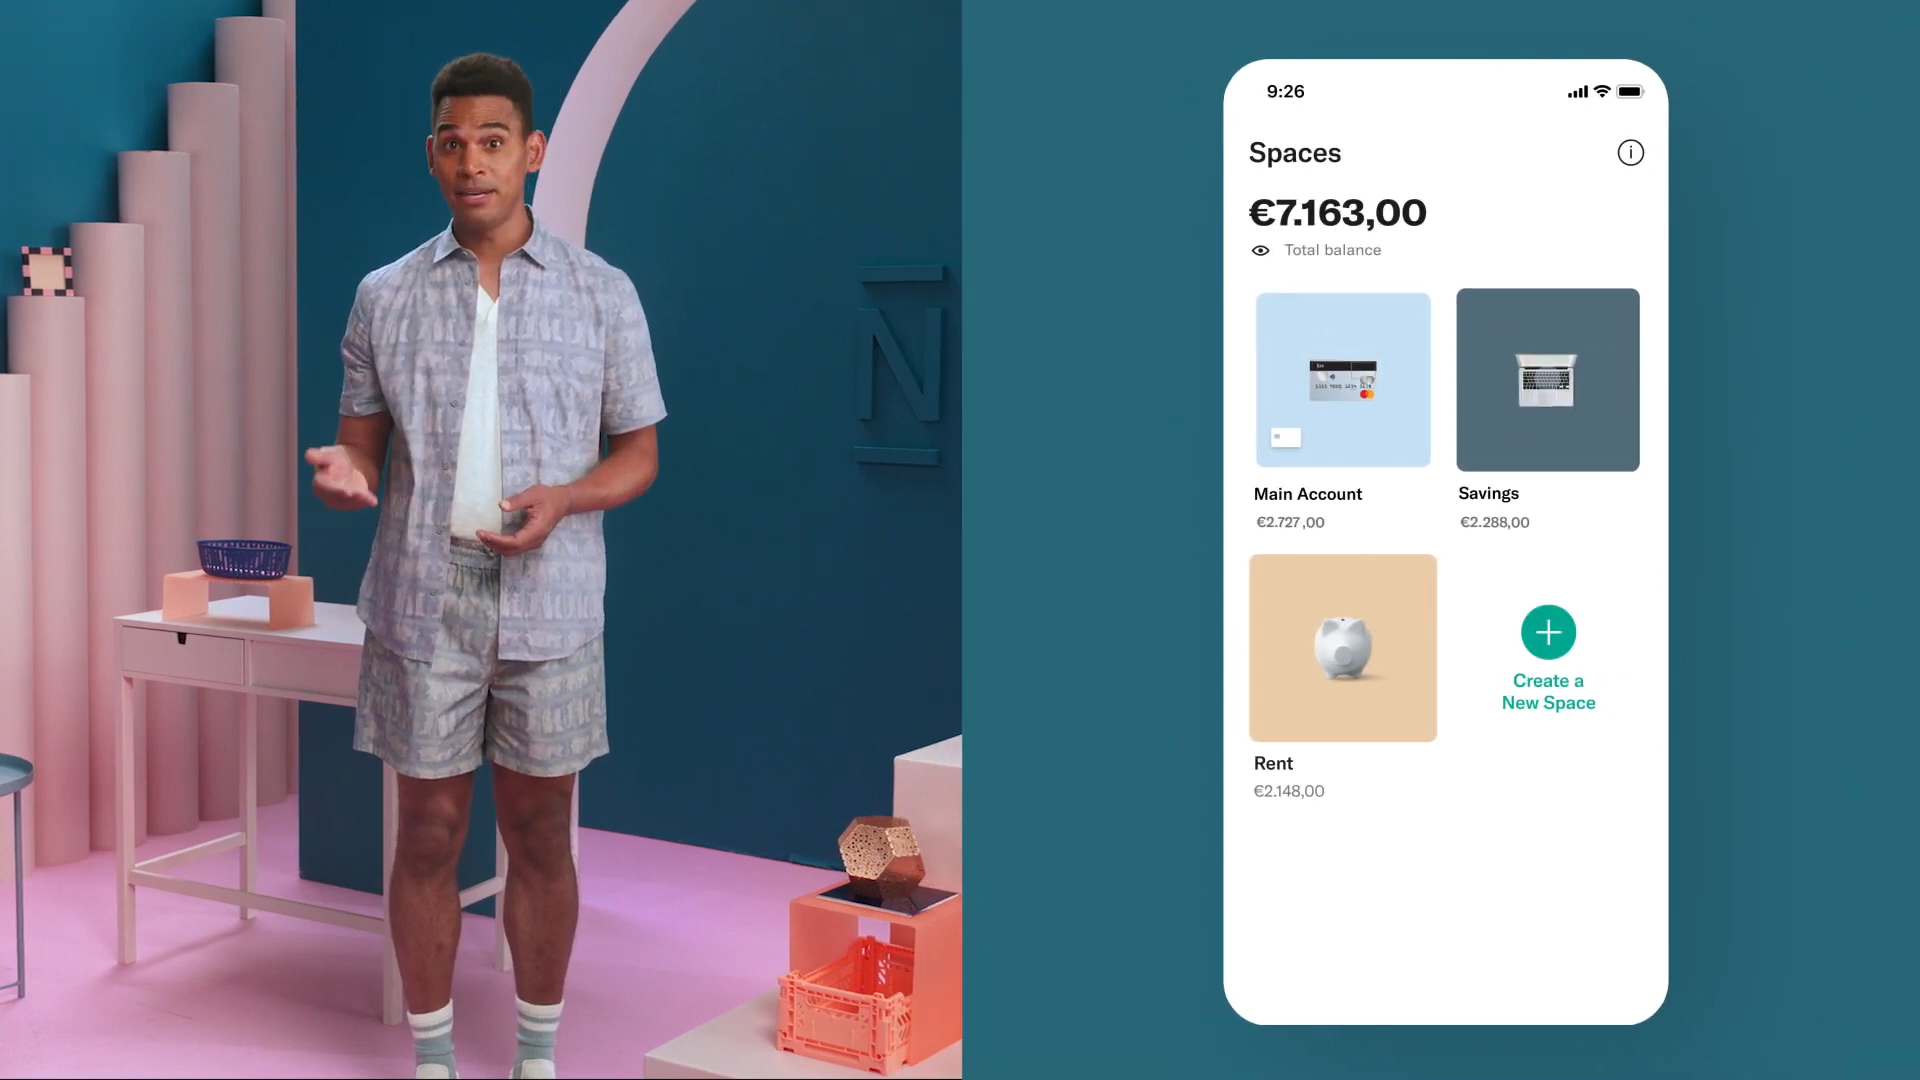 N
9:26
Spaces
i
€7.163,00
Total balance
Main Account
€2.727,00
Savings
€2.288,00
Rent
€2.148,00
Create a
New Space